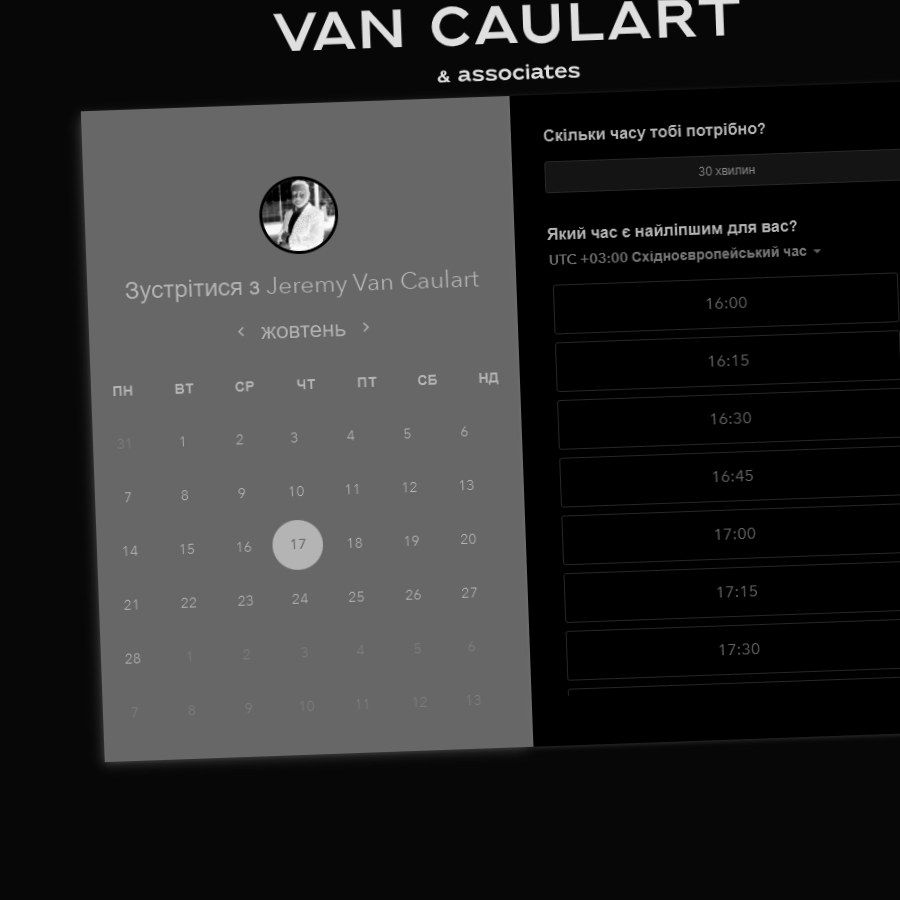 VAN CAULART
& associates
Зустрітися з Jeremy Van Caulart
жовтень
ПН ВТ СР ЧТ ПТ СБ НД
31 1 2 3 4 5 6
7 8 9 10 11 12 13
14 15 16 17 18 19 20
21 22 23 24 25 26 27
28 1 2 3 4 5 6
7 8 9 10 11 12 13
Скільки часу тобі потрібно?
30 хвилин
Який час є найліпшим для вас?
UTC +03:00 Східноєвропейський час
16:00
16:15
16:30
16:45
17:00
17:15
17:30